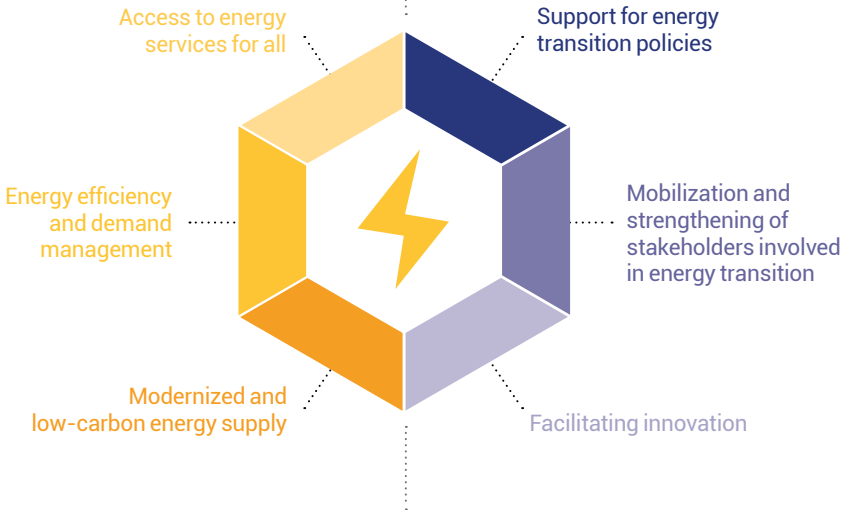 Access to energy
services for all
Support for energy
transition policies
Energy efficiency
and demand
management
Mobilization and
strengthening of
stakeholders involved
in energy transition
Modernized and
low-carbon energy supply
Facilitating innovation